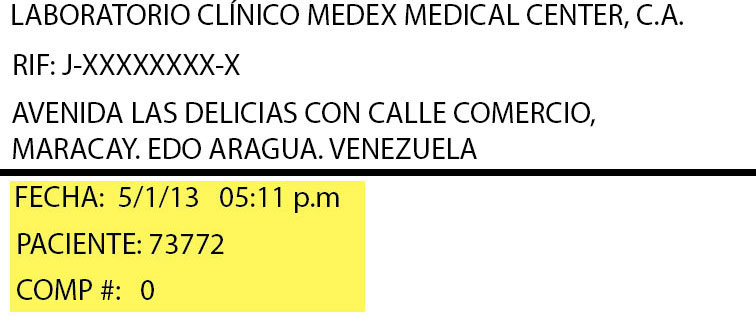 LABORATORIO CLÍNICO MEDEX MEDICAL CENTER, C.A.
RIF: J-XXXXXXXX-X
AVENIDA LAS DELICIAS CON CALLE COMERCIO,
MARACAY. EDO ARAGUA. VENEZUELA
FECHA: 5/1/13 05:11 p.m
PACIENTE: 73772
COMP #: 0